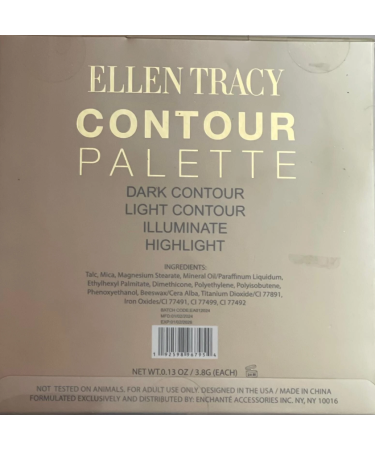 ELLEN TRACY
CONTOUR
PALETTE
DARK CONTOUR
LIGHT CONTOUR
ILLUMINATE
HIGHLIGHT
INGREDIENTS:
Talc, Mica, Magnesium Stearate, Mineral Oil/Paraffinum Liquidum,
Ethylhexyl Palmitate, Dimethicone, Polyethylene, Polyisobutene,
Phenoxyethanol, Beeswax/Cera Alba, Titanium Dioxide/CI 77891,
Iron Oxides/CI 77491, CI 77499, CI 77492
NET WT.0.13 OZ / 3.8G (EACH)
NOT TESTED ON ANIMALS. FOR ADULT USE ONLY. DESIGNED IN THE USA / MADE IN CHINA
FORMULATED EXCLUSIVELY AND DISTRIBUTED BY: ENCHANTÉ ACCESSORIES INC. NY, NY 10016